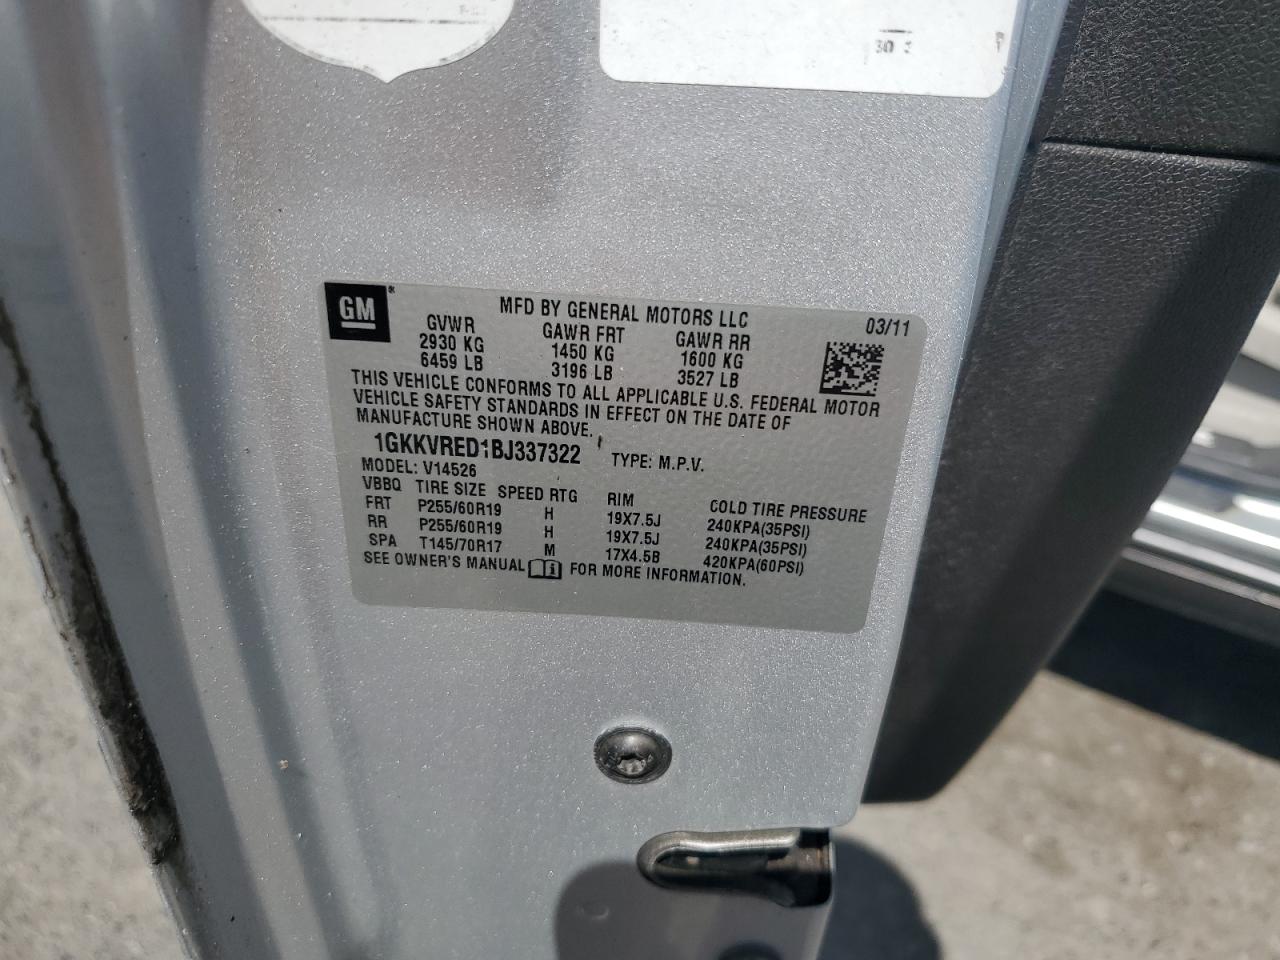 30
GM
MFD BY GENERAL MOTORS LLC 03/11
GVWR GAWR FRT GAWR RR
2930 KG 1450 KG 1600 KG
6459 LB 3196 LB 3527 LB
THIS VEHICLE CONFORMS TO ALL APPLICABLE U.S. FEDERAL MOTOR
VEHICLE SAFETY STANDARDS IN EFFECT ON THE DATE OF
MANUFACTURE SHOWN ABOVE.
1GKKVRED1BJ337322 TYPE: M.P.V.
MODEL: V14526
VBBQ TIRE SIZE SPEED RTG RIM COLD TIRE PRESSURE
FRT P255/60R19 H 19X7.5J 240KPA(35PSI)
RR P255/60R19 H 19X7.5J 240KPA(35PSI)
SPA T145/70R17 M 17X4.5B 420KPA(60PSI)
SEE OWNER'S MANUAL FOR MORE INFORMATION.